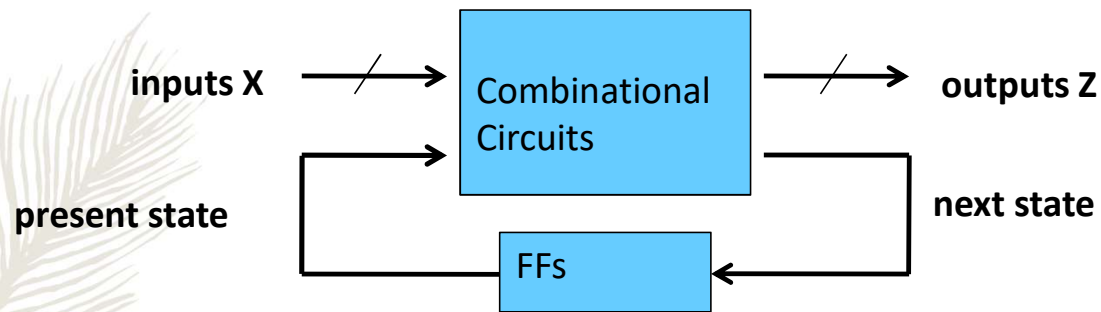 inputs X
Combinational
Circuits
outputs Z
present state
next state
FFs